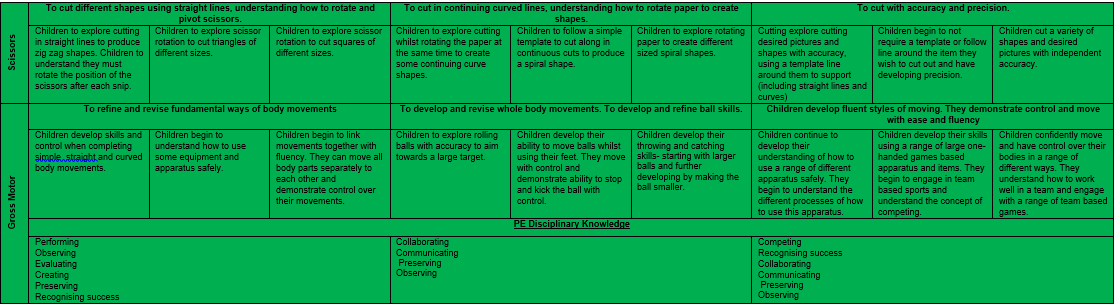 Scissors
To cut different shapes using straight lines, understanding how to rotate and
pivot scissors.
To cut in continuing curved lines, understanding how to rotate paper to create
shapes.
To cut with accuracy and precision.
Children to explore cutting
in straight lines to produce
zig zag shapes. Children to
understand they must
rotate the position of the
scissors after each snip.
Children to explore scissor
rotation to cut triangles of
different sizes.
Children to explore scissor
rotation to cut squares of
different sizes.
Children to explore cutting
whilst rotating the paper at
the same time to create
some continuing curve
shapes.
Children to follow a simple
template to cut along in
continuous cuts to produce
a spiral shape.
Children to explore rotating
paper to create different
sized spiral shapes.
Cutting explore cutting
desired pictures and
shapes with accuracy,
using a template line
around them to support
(including straight lines and
curves)
Children begin to not
require a template or follow
line around the item they
wish to cut out and have
developing precision.
Children cut a variety of
shapes and desired
pictures with independent
accuracy.
Gross Motor
To refine and revise fundamental ways of body movements
To develop and revise whole body movements. To develop and refine ball skills.
Children develop fluent styles of moving. They demonstrate control and move
with ease and fluency
Children develop skills and
control when completing
simple, straight and curved
body movements.
Children begin to
understand how to use
some equipment and
apparatus safely.
Children begin to link
movements together with
fluency. They can move all
body parts separately to
each other and
demonstrate control over
their movements.
Children to explore rolling
balls with accuracy to aim
towards a large target.
Children develop their
ability to move balls whilst
using their feet. They move
with control and
demonstrate ability to stop
and kick the ball with
control.
Children develop their
throwing and catching
skills- starting with larger
balls and further
developing by making the
ball smaller.
Children continue to
develop their
understanding of how to
use a range of different
apparatus safely. They
begin to understand the
different processes of how
to use this apparatus.
Children develop their skills
using a range of large one-
handed games based
apparatus and items. They
begin to engage in team
based sports and
understand the concept of
competing.
Children confidently move
and have control over their
bodies in a range of
different ways. They
understand how to work
well in a team and engage
with a range of team based
games.
PE Disciplinary Knowledge
Performing
Observing
Evaluating
Creating
Preserving
Recognising success
Collaborating
Communicating
Preserving
Observing
Competing
Recognising success
Collaborating
Communicating
Preserving
Observing